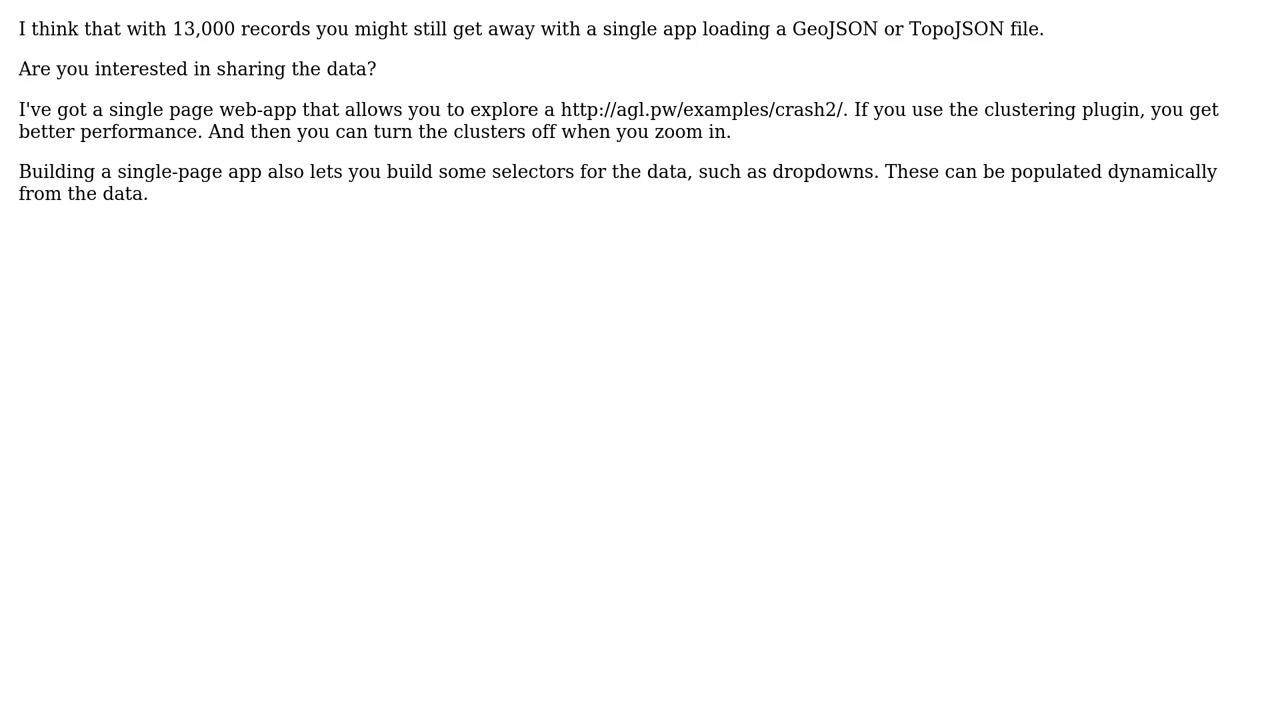 I think that with 13,000 records you might still get away with a single app loading a GeoJSON or TopoJSON file.
Are you interested in sharing the data?
I've got a single page web-app that allows you to explore a http://agl.pw/examples/crash2/. If you use the clustering plugin, you get
better performance. And then you can turn the clusters off when you zoom in.
Building a single-page app also lets you build some selectors for the data, such as dropdowns. These can be populated dynamically
from the data.